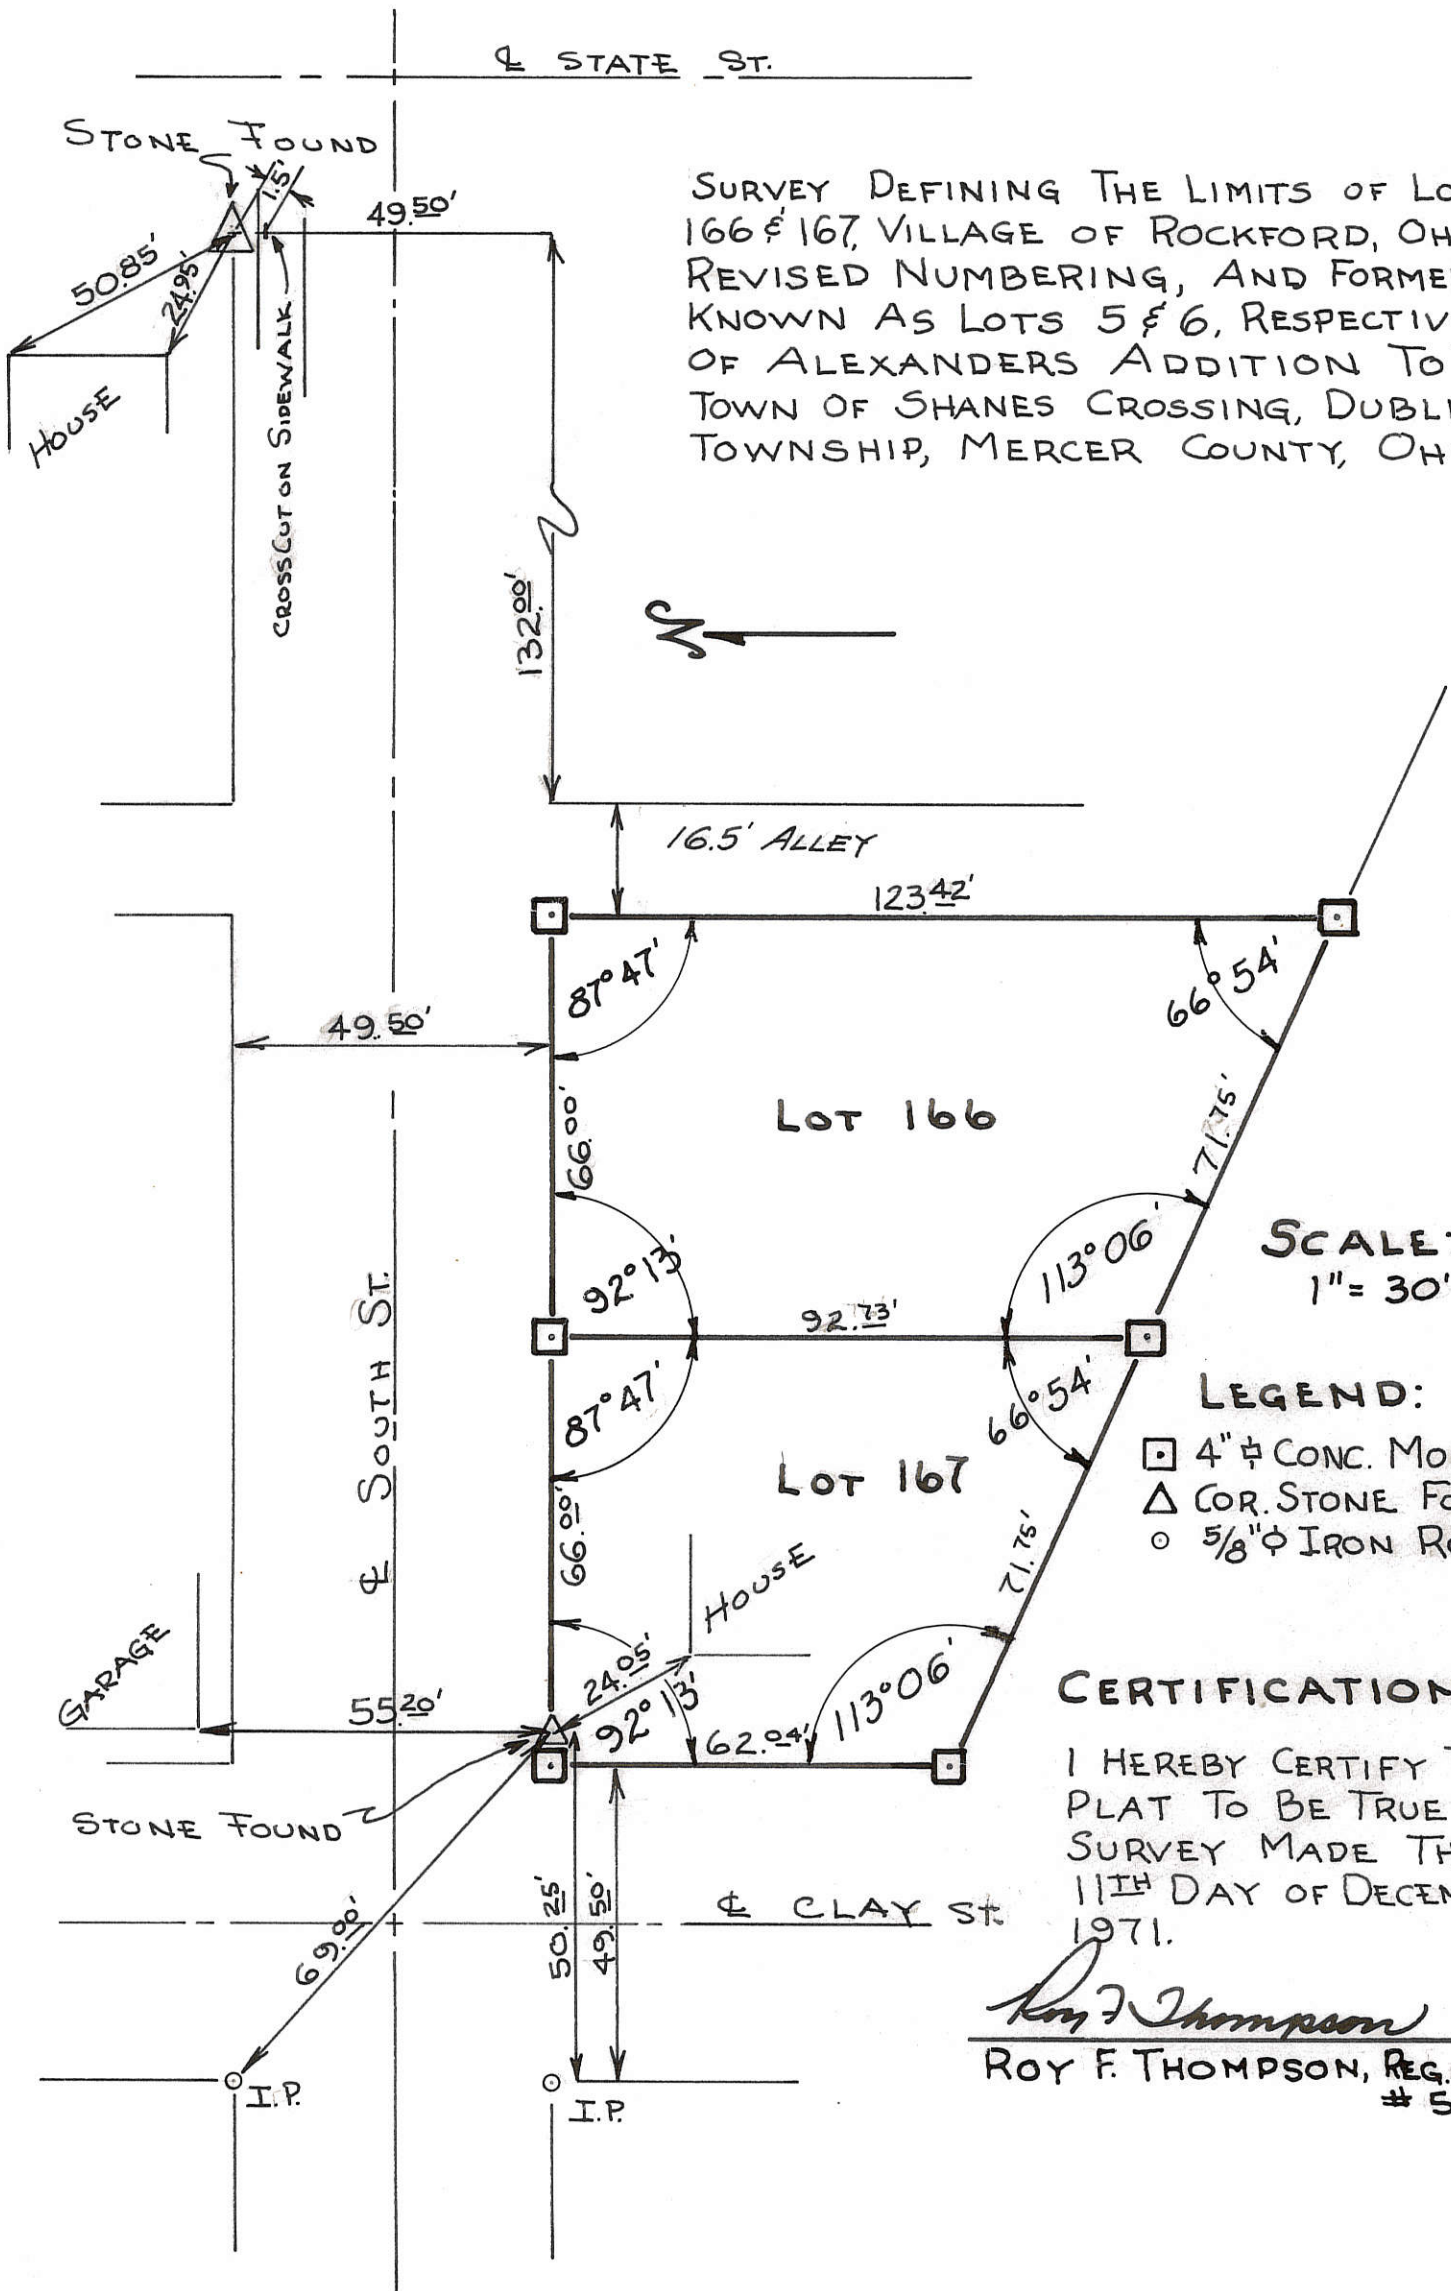 ℄ STATE ST.
STONE FOUND
1.5'
49.50'
50.85'
24.95'
HOUSE
CROSS CUT ON SIDEWALK
SURVEY DEFINING THE LIMITS OF LO
166 & 167, VILLAGE OF ROCKFORD, OH
REVISED NUMBERING, AND FORME
KNOWN AS LOTS 5 & 6, RESPECTIV
OF ALEXANDERS ADDITION TO
TOWN OF SHANES CROSSING, DUBLI
TOWNSHIP, MERCER COUNTY, OH
132.00'
N
16.5' ALLEY
123.42'
87°47'
66°54'
49.50'
66.00'
LOT 166
71.75'
92°13'
113°06'
92.73'
SCALE:
1" = 30'
℄ SOUTH ST.
87°47'
66°54'
LOT 167
66.00'
71.75'
LEGEND:
4" ⌷ CONC. MO
COR. STONE FO
5/8" ϕ IRON RO
HOUSE
GARAGE
24.05'
55.20'
92°13'
62.04'
113°06'
STONE FOUND
CERTIFICATION
I HEREBY CERTIFY T
PLAT TO BE TRUE
SURVEY MADE TH
11TH DAY OF DECEM
1971.
69.00'
50.25'
49.50'
℄ CLAY ST.
Roy F Thompson
ROY F. THOMPSON, REG.
# 5
I.P.
I.P.